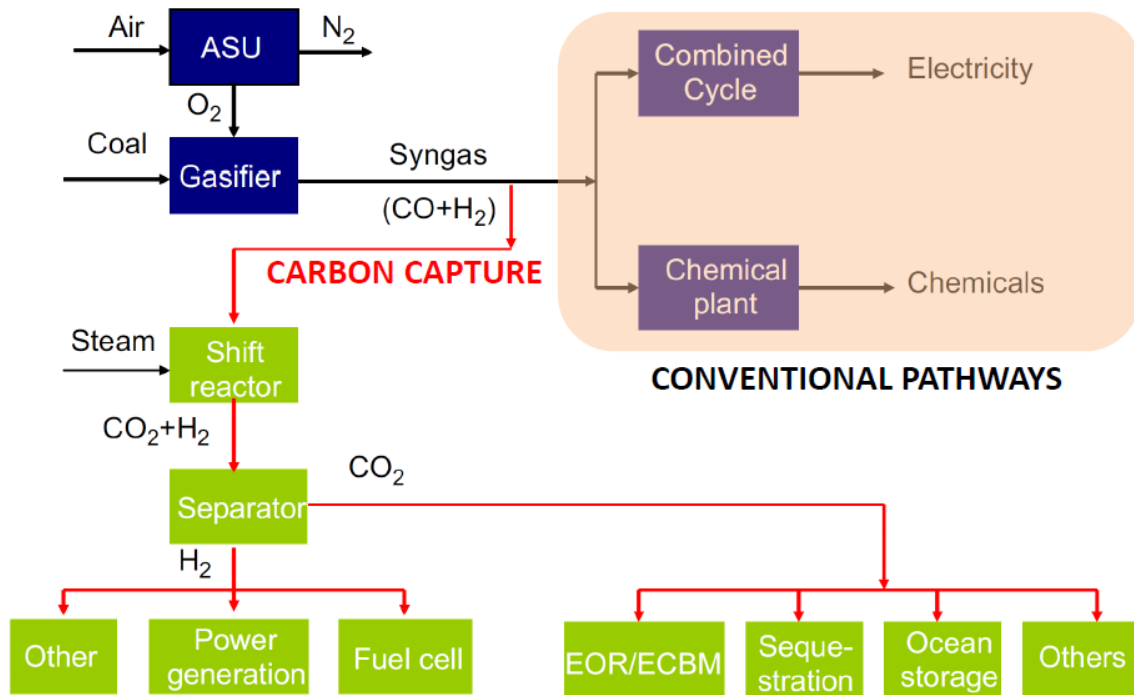 Air
ASU
N₂
O₂
Coal
Gasifier
Syngas
(CO+H₂)
Combined
Cycle
Electricity
Chemical
plant
Chemicals
CONVENTIONAL PATHWAYS
CARBON CAPTURE
Steam
Shift
reactor
CO₂+H₂
Separator
CO₂
H₂
Other
Power
generation
Fuel cell
EOR/ECBM
Seque-
stration
Ocean
storage
Others